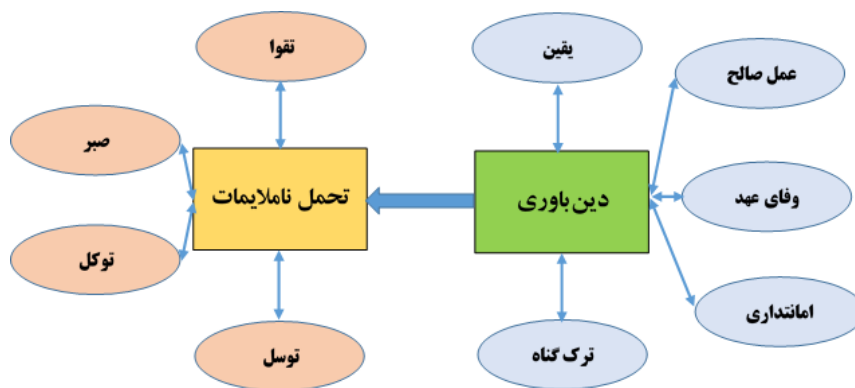 تقوا
یقین
عمل صالح
صبر
تحمل ناملایمات
دین باوری
وفای عهد
توکل
امانتداری
توسل
ترک گناه